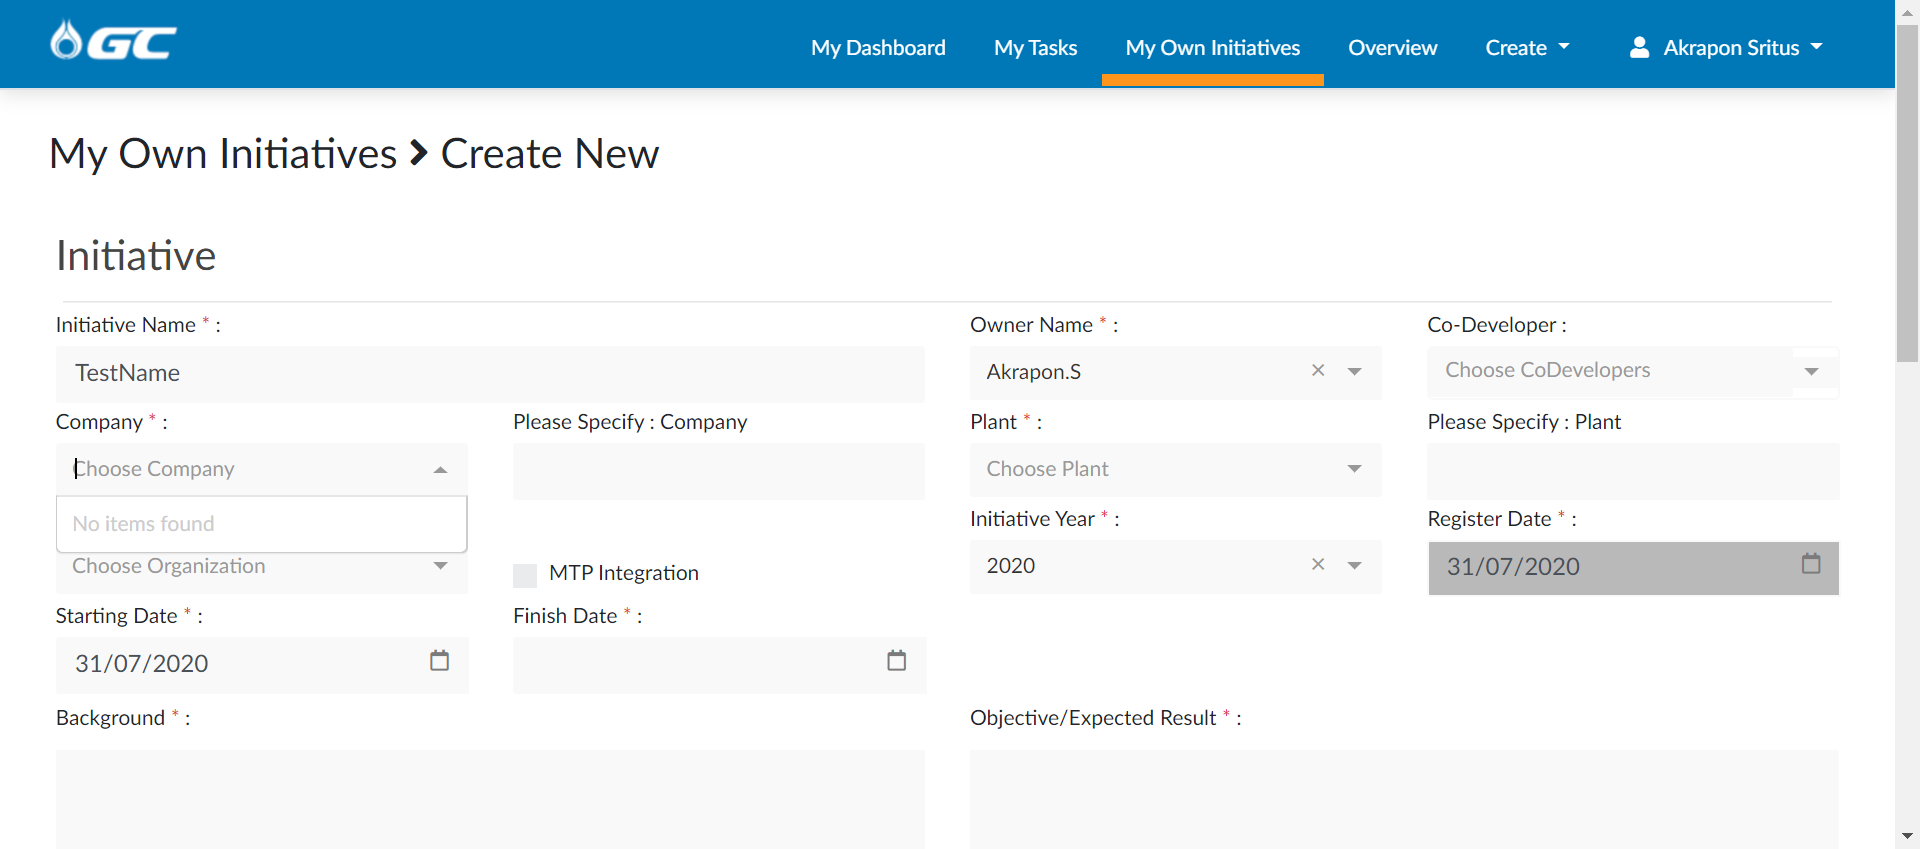 GC
My Dashboard My Tasks My Own Initiatives Overview Create Akrapon Sritus
My Own Initiatives > Create New
Initiative
Initiative Name * : Owner Name * : Co-Developer :
TestName Akrapon.S × Choose CoDevelopers
Company * : Please Specify : Company Plant * : Please Specify : Plant
Choose Company Choose Plant
No items found Initiative Year * : Register Date * :
Choose Organization MTP Integration 2020 × 31/07/2020
Starting Date * : Finish Date * :
31/07/2020
Background * : Objective/Expected Result * :